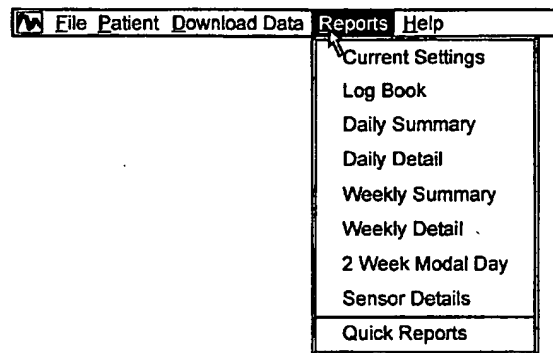 File Patient Download Data Reports Help
Current Settings
Log Book
Daily Summary
Daily Detail
Weekly Summary
Weekly Detail
2 Week Modal Day
Sensor Details
Quick Reports